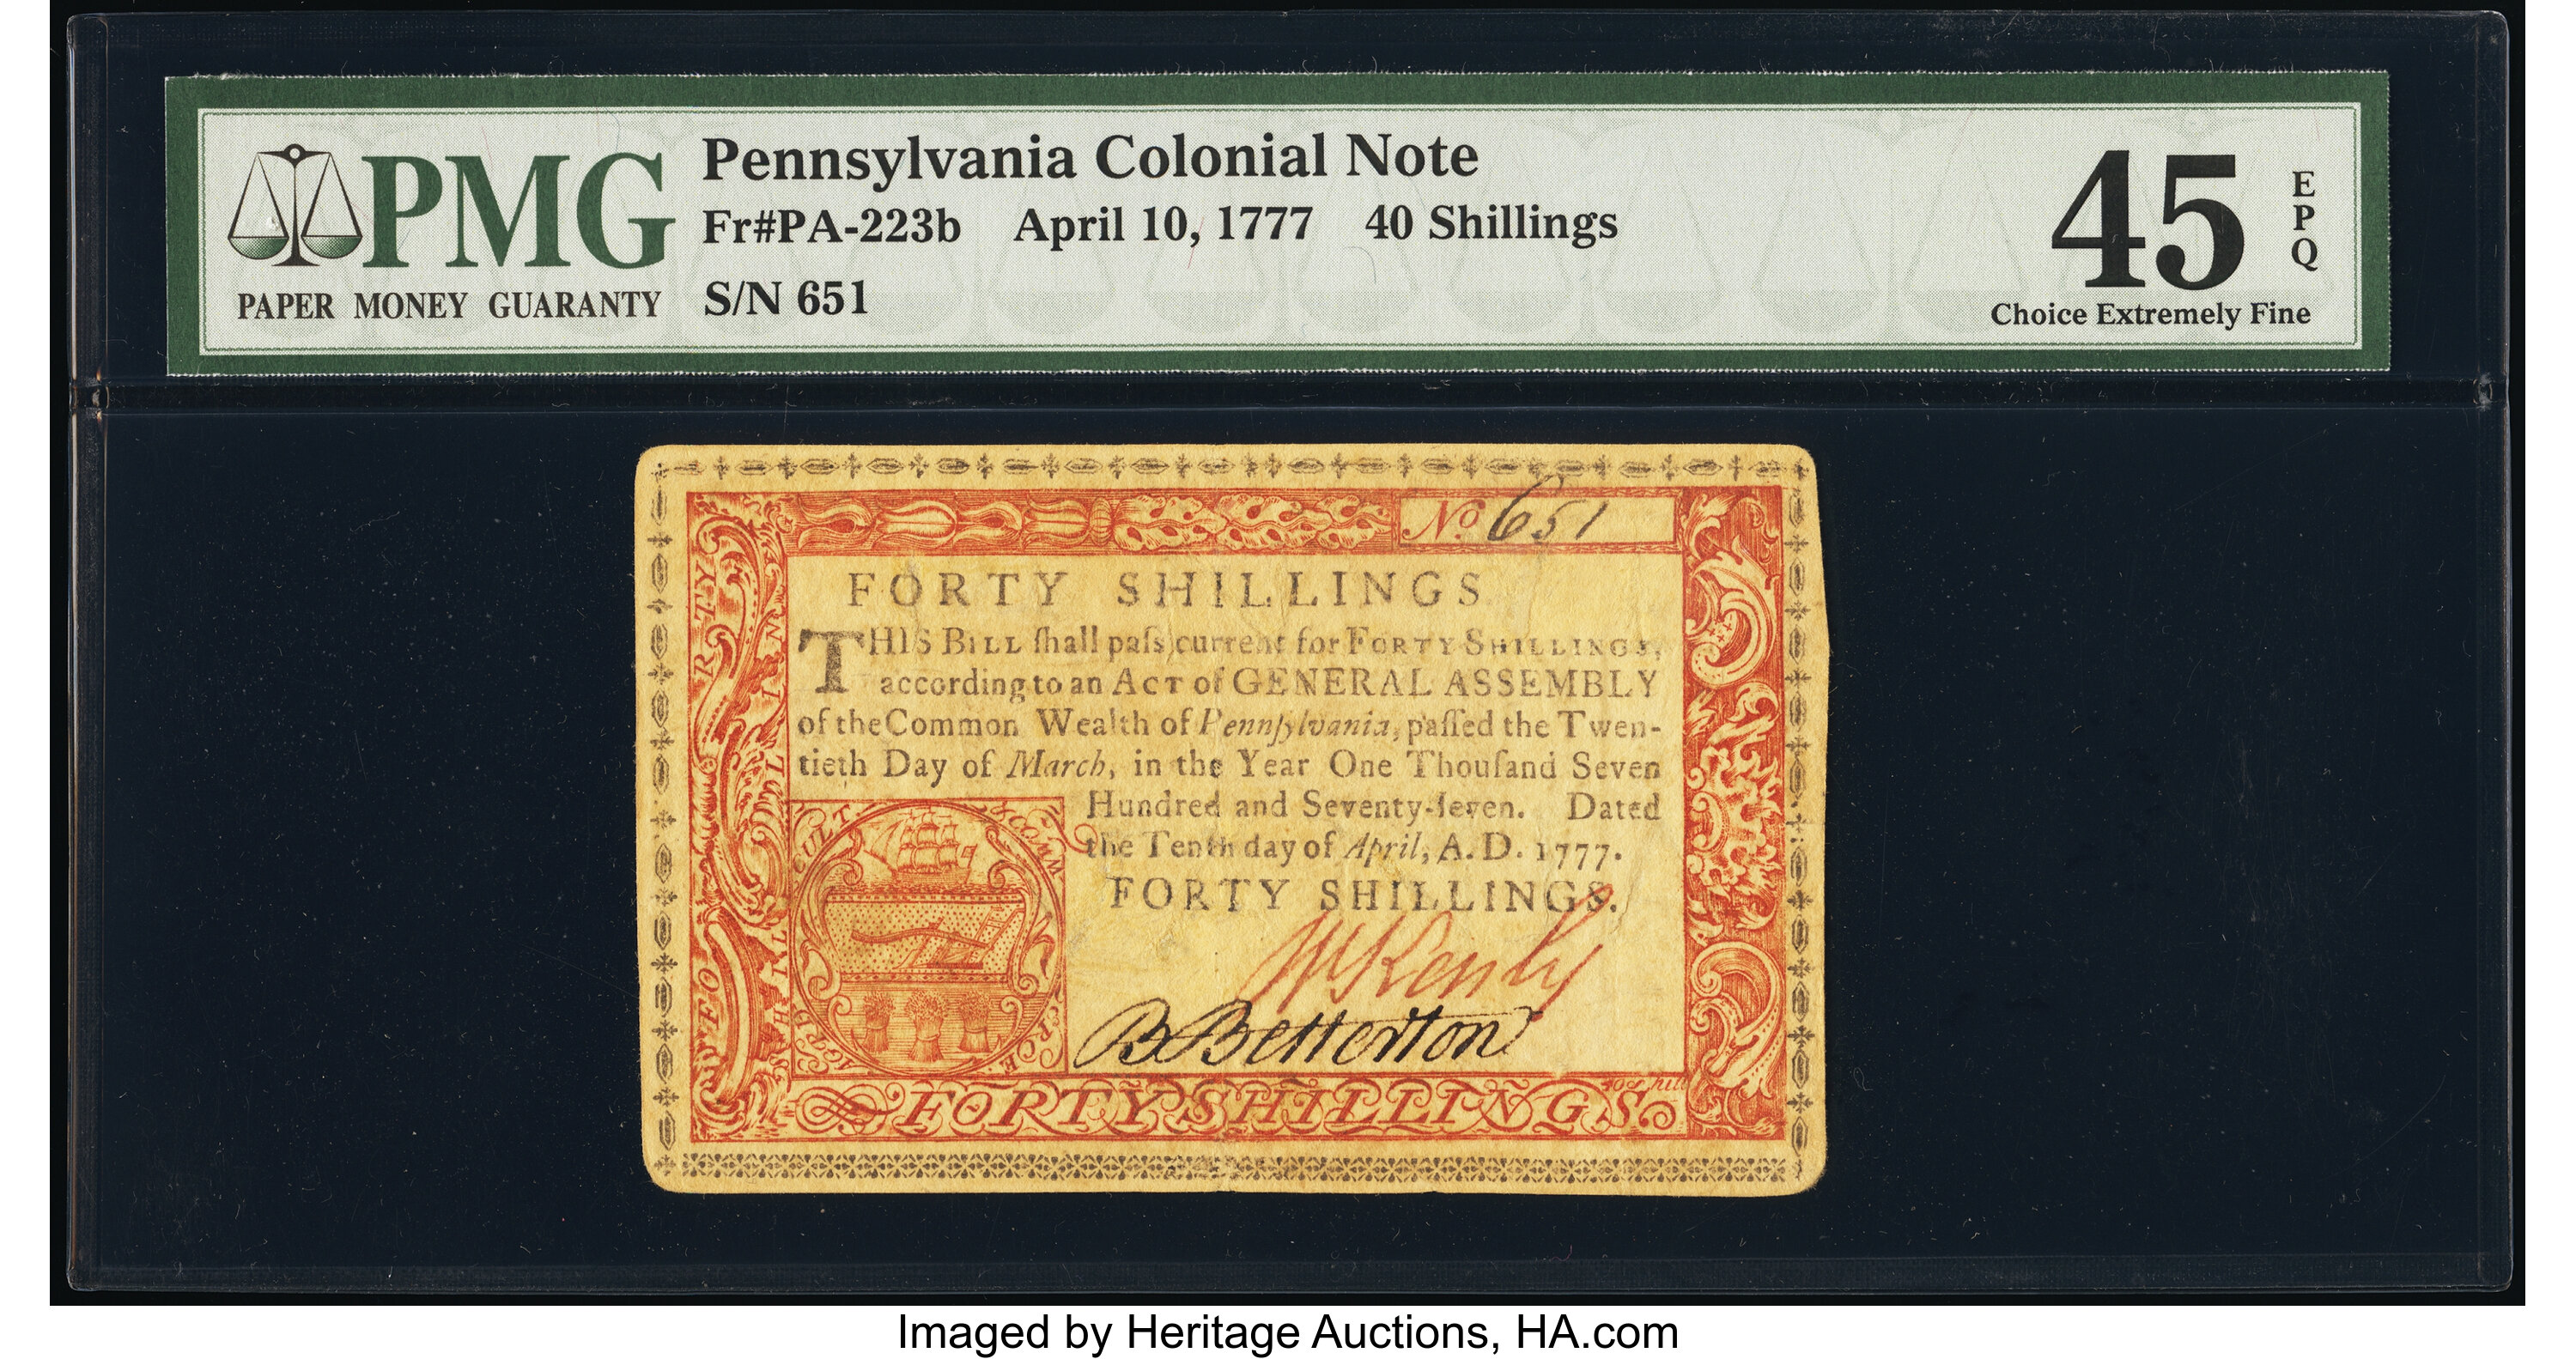 PMG
PAPER MONEY GUARANTY
Pennsylvania Colonial Note
Fr#PA-223b April 10, 1777 40 Shillings
S/N 651
45
EPQ
Choice Extremely Fine
No. 651
FORTY SHILLINGS
THIS BILL ſhall paſs current for FORTY SHILLINGS,
according to an ACT of GENERAL ASSEMBLY
of the Common Wealth of Pennſylvania, paſſed the Twen-
tieth Day of March, in the Year One Thouſand Seven
Hundred and Seventy-ſeven. Dated
the Tenth day of April, A. D. 1777.
FORTY SHILLINGS.
B Betterton
FORTY SHILLINGS
FORTY SHILLINGS
Imaged by Heritage Auctions, HA.com